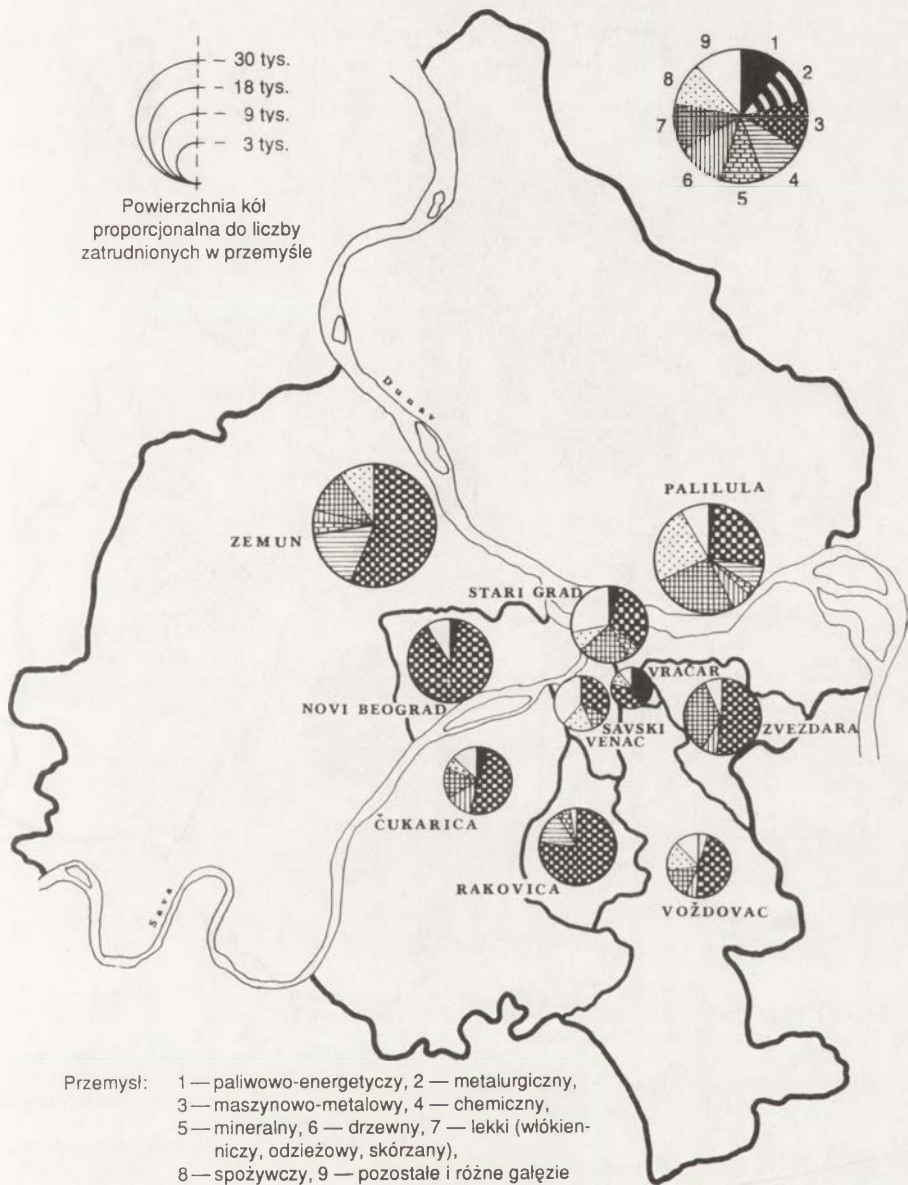 – 30 tys.
– 18 tys.
– 9 tys.
– 3 tys.
Powierzchnia kół
proporcjonalna do liczby
zatrudnionych w przemyśle
1
2
3
4
5
6
7
8
9
Dunav
PALILULA
ZEMUN
STARI GRAD
VRAČAR
NOVI BEOGRAD
SAVSKI
VENAC
ZVEZDARA
ČUKARICA
RAKOVICA
VOŽDOVAC
Sava
Przemysł: 1 — paliwowo-energetyczy, 2 — metalurgiczny,
3 — maszynowo-metalowy, 4 — chemiczny,
5 — mineralny, 6 — drzewny, 7 — lekki (włókien-
niczy, odzieżowy, skórzany),
8 — spożywczy, 9 — pozostałe i różne gałęzie